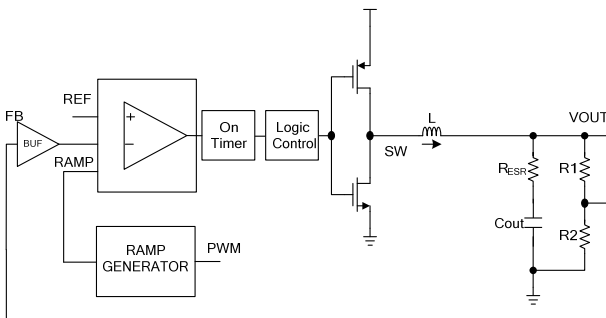 FB
BUF
REF
RAMP
+
−
On
Timer
Logic
Control
SW
L
VOUT
RESR
R1
Cout
R2
RAMP
GENERATOR
PWM